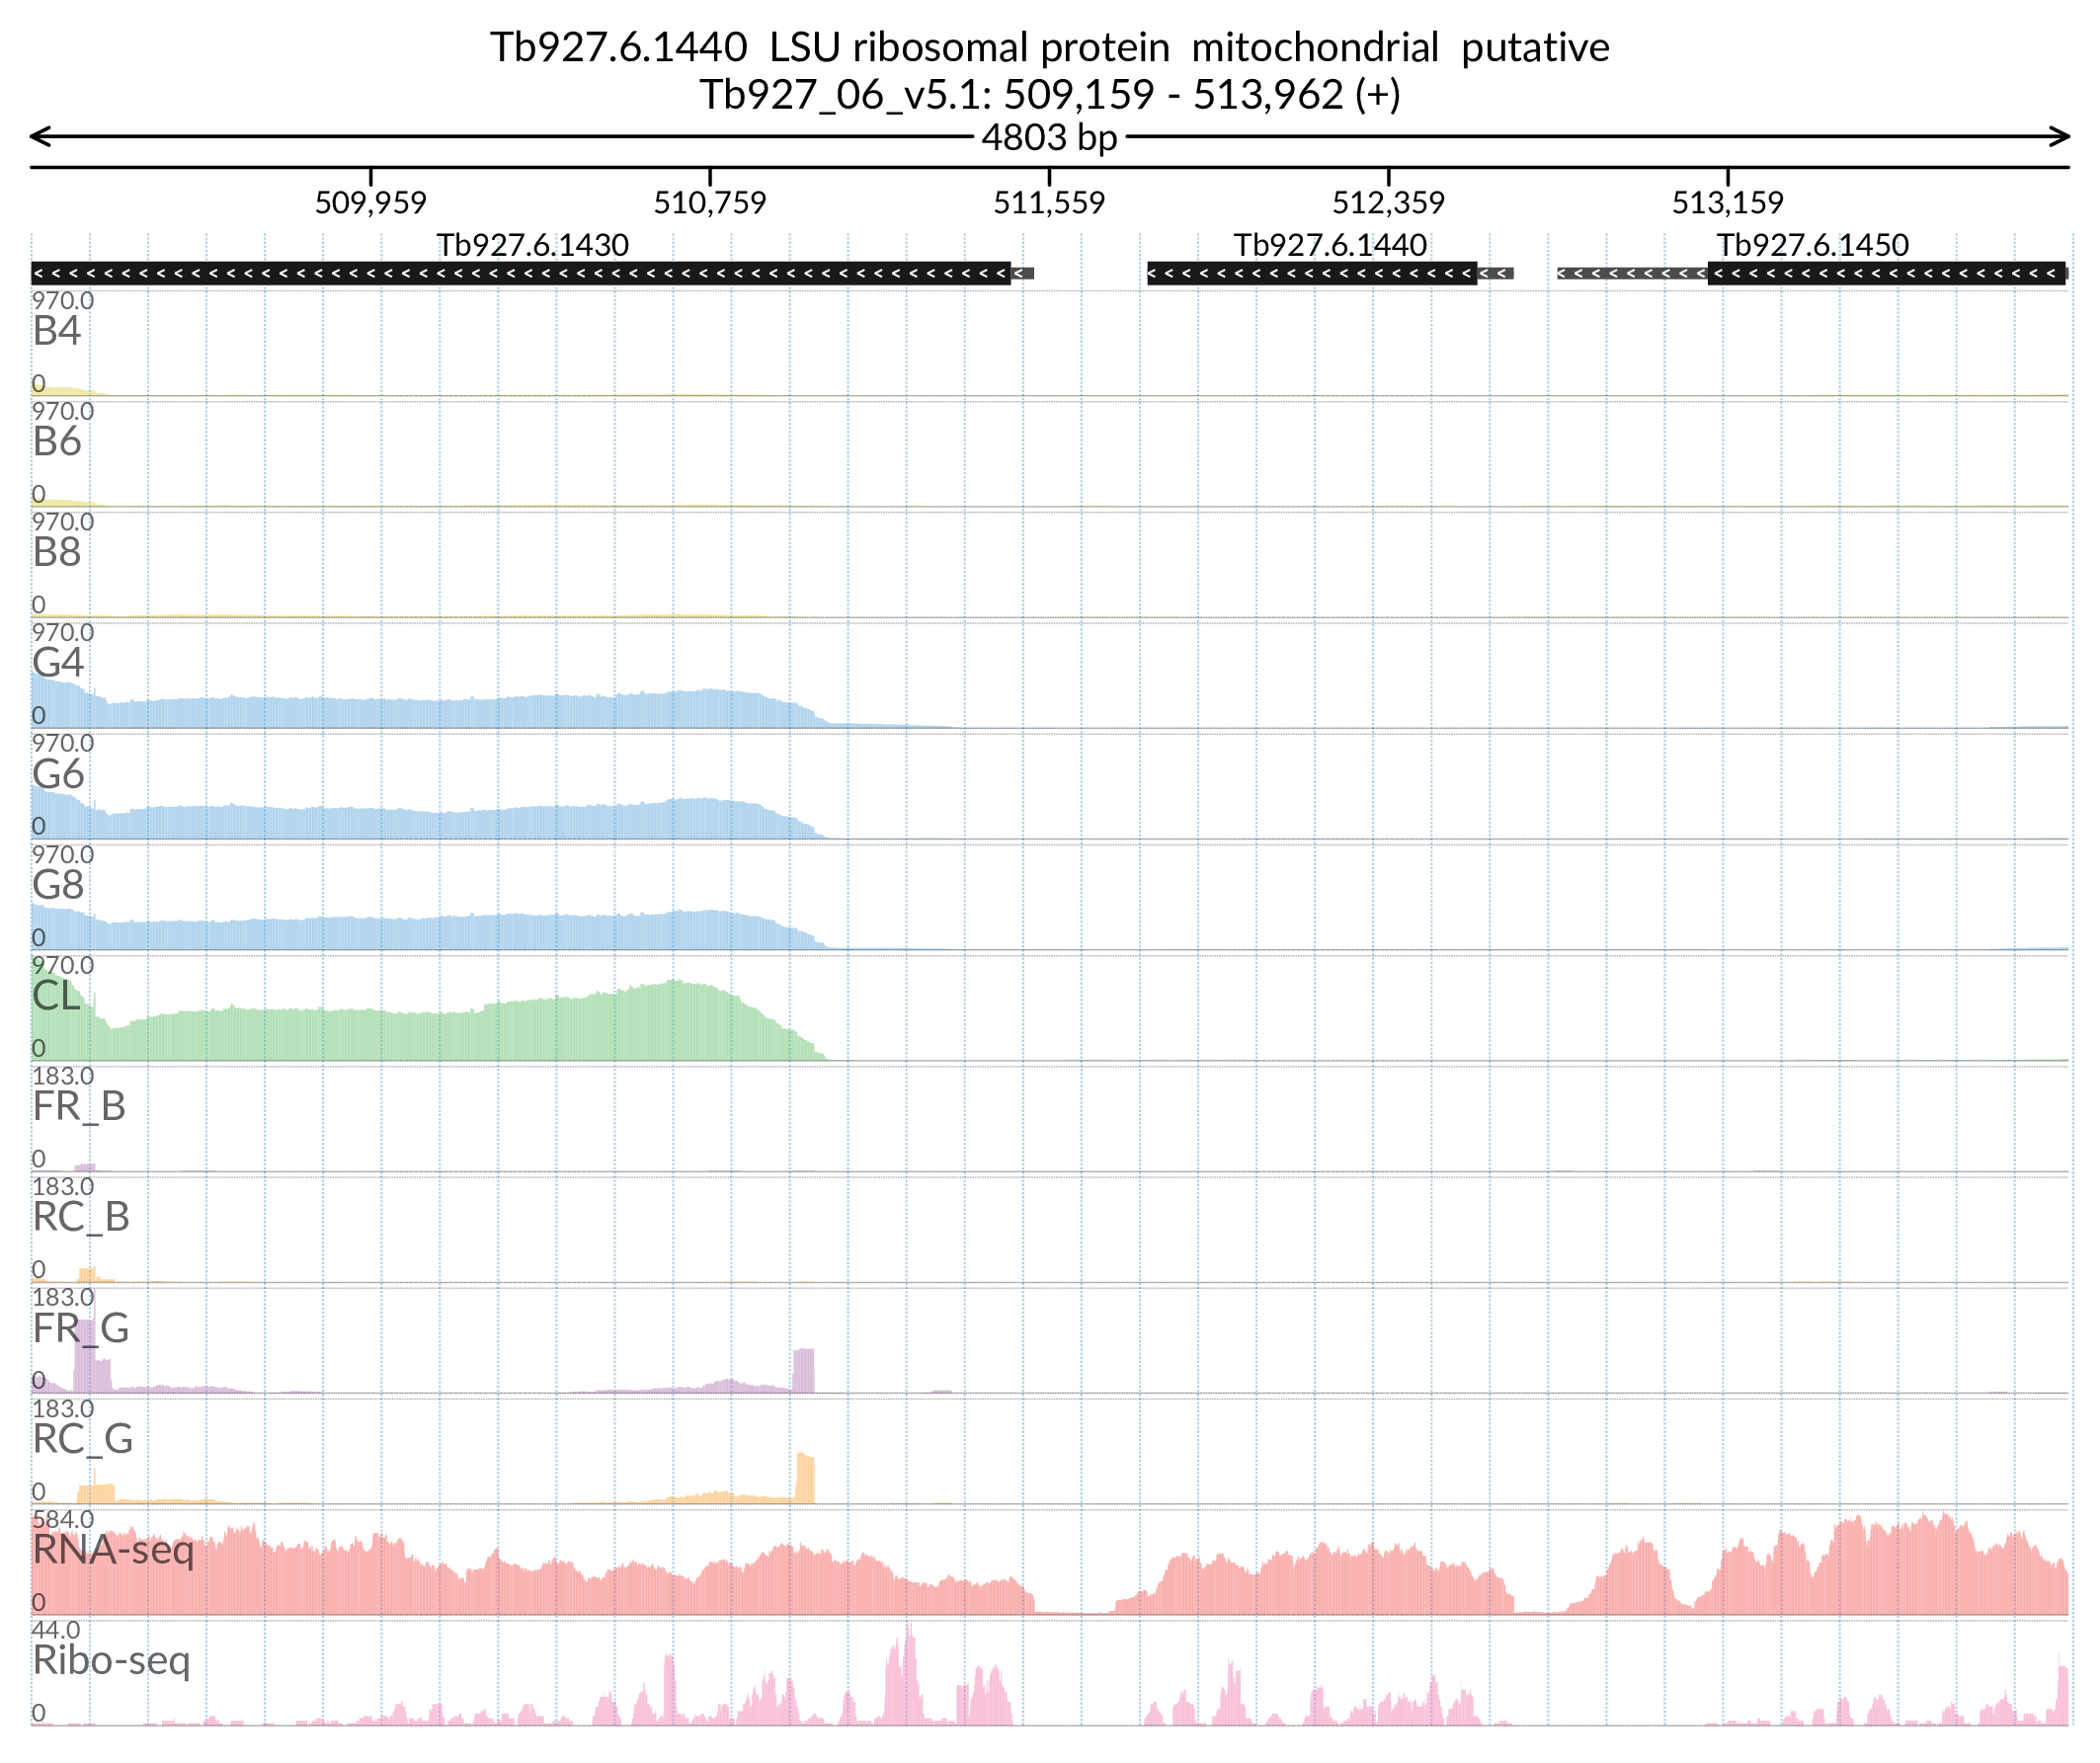 Tb927.6.1440  LSU ribosomal protein  mitochondrial  putative
Tb927_06_v5.1: 509,159 - 513,962 (+)
4803 bp
509,959 510,759 511,559 512,359 513,159
Tb927.6.1430 Tb927.6.1440 Tb927.6.1450
970.0
B4
0
970.0
B6
0
970.0
B8
0
970.0
G4
0
970.0
G6
0
970.0
G8
0
970.0
CL
0
183.0
FR_B
0
183.0
RC_B
0
183.0
FR_G
0
183.0
RC_G
0
584.0
RNA-seq
0
44.0
Ribo-seq
0